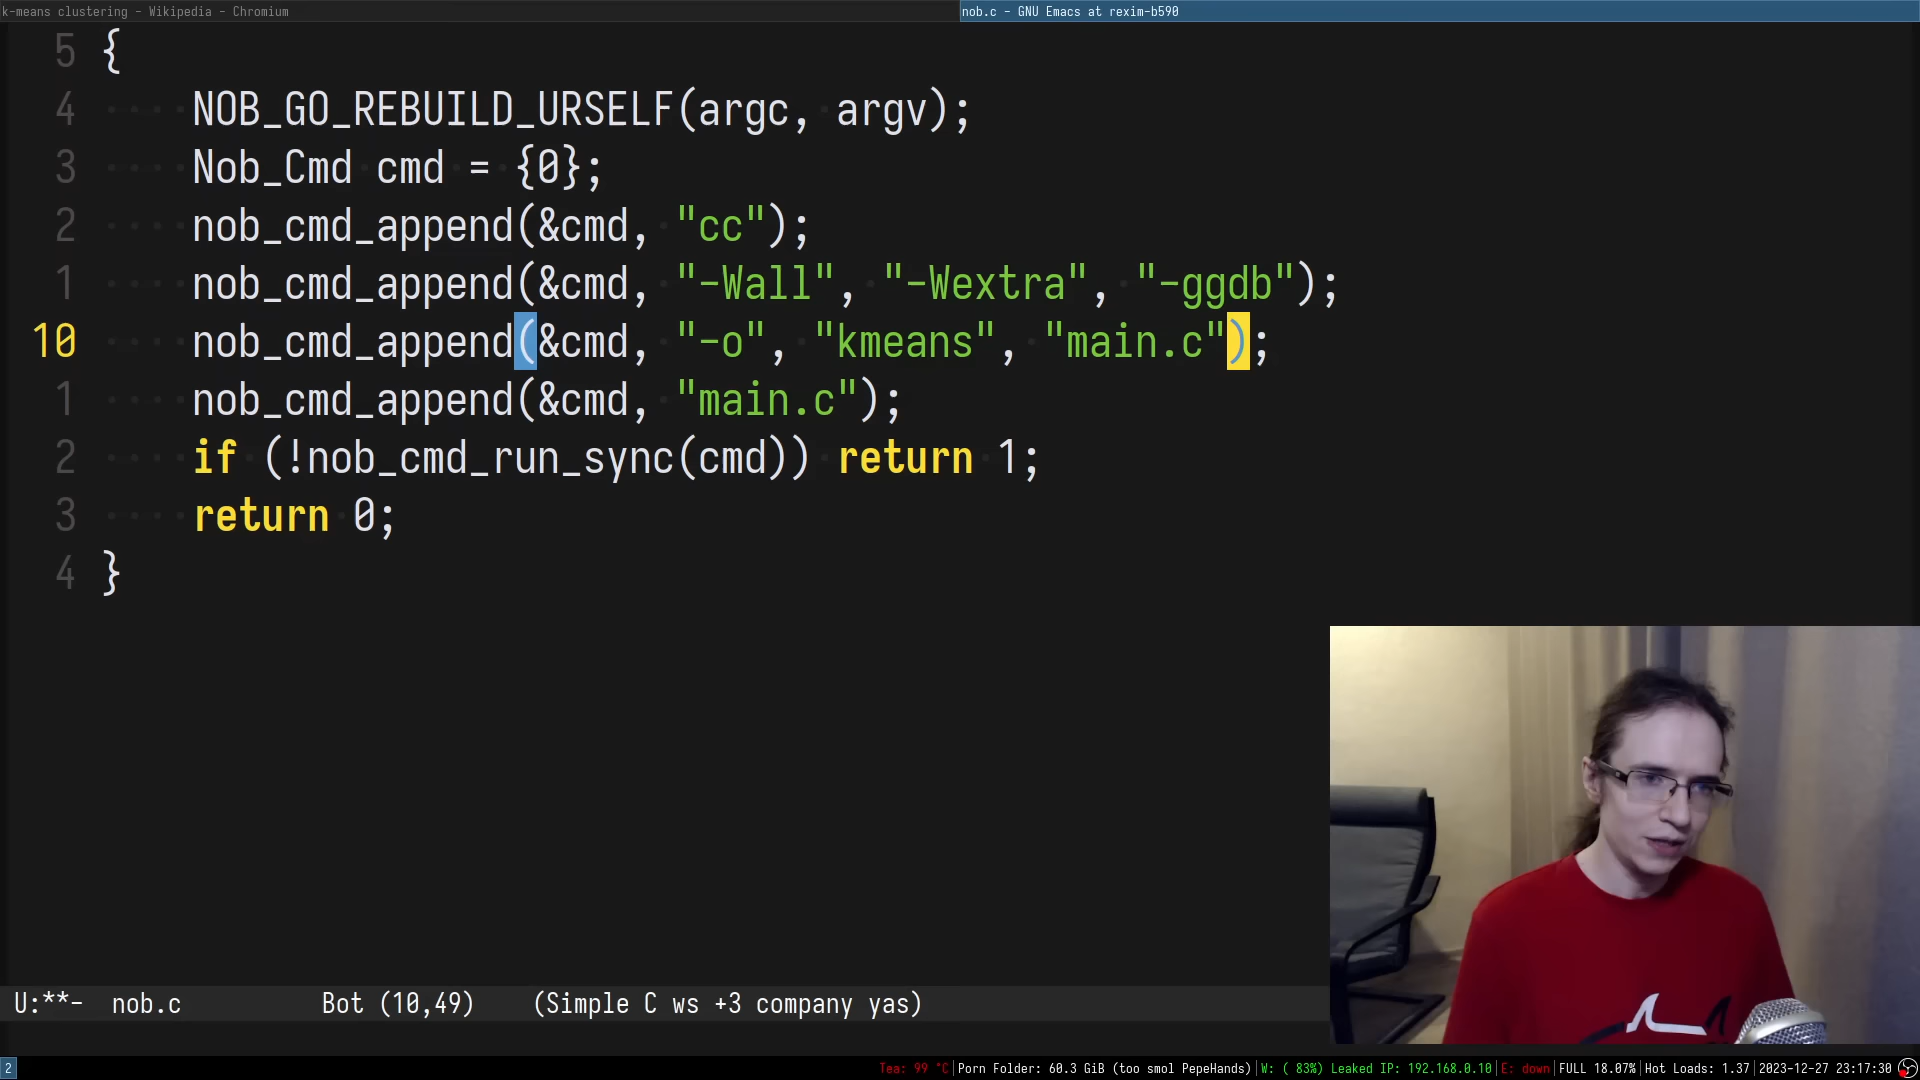 k-means clustering - Wikipedia - Chromium
nob.c - GNU Emacs at rexim-b590
5 {
4 NOB_GO_REBUILD_URSELF(argc, argv);
3 Nob_Cmd cmd = {0};
2 nob_cmd_append(&cmd, "cc");
1 nob_cmd_append(&cmd, "-Wall", "-Wextra", "-ggdb");
10 nob_cmd_append(&cmd, "-o", "kmeans", "main.c");
1 nob_cmd_append(&cmd, "main.c");
2 if (!nob_cmd_run_sync(cmd)) return 1;
3 return 0;
4 }
U:**- nob.c Bot (10,49) (Simple C ws +3 company yas)
2 Tea: 99 °C|Porn Folder: 60.3 GiB (too smol PepeHands)|W: ( 83%) Leaked IP: 192.168.0.10|E: down|FULL 18.07%|Hot Loads: 1.37|2023-12-27 23:17:30